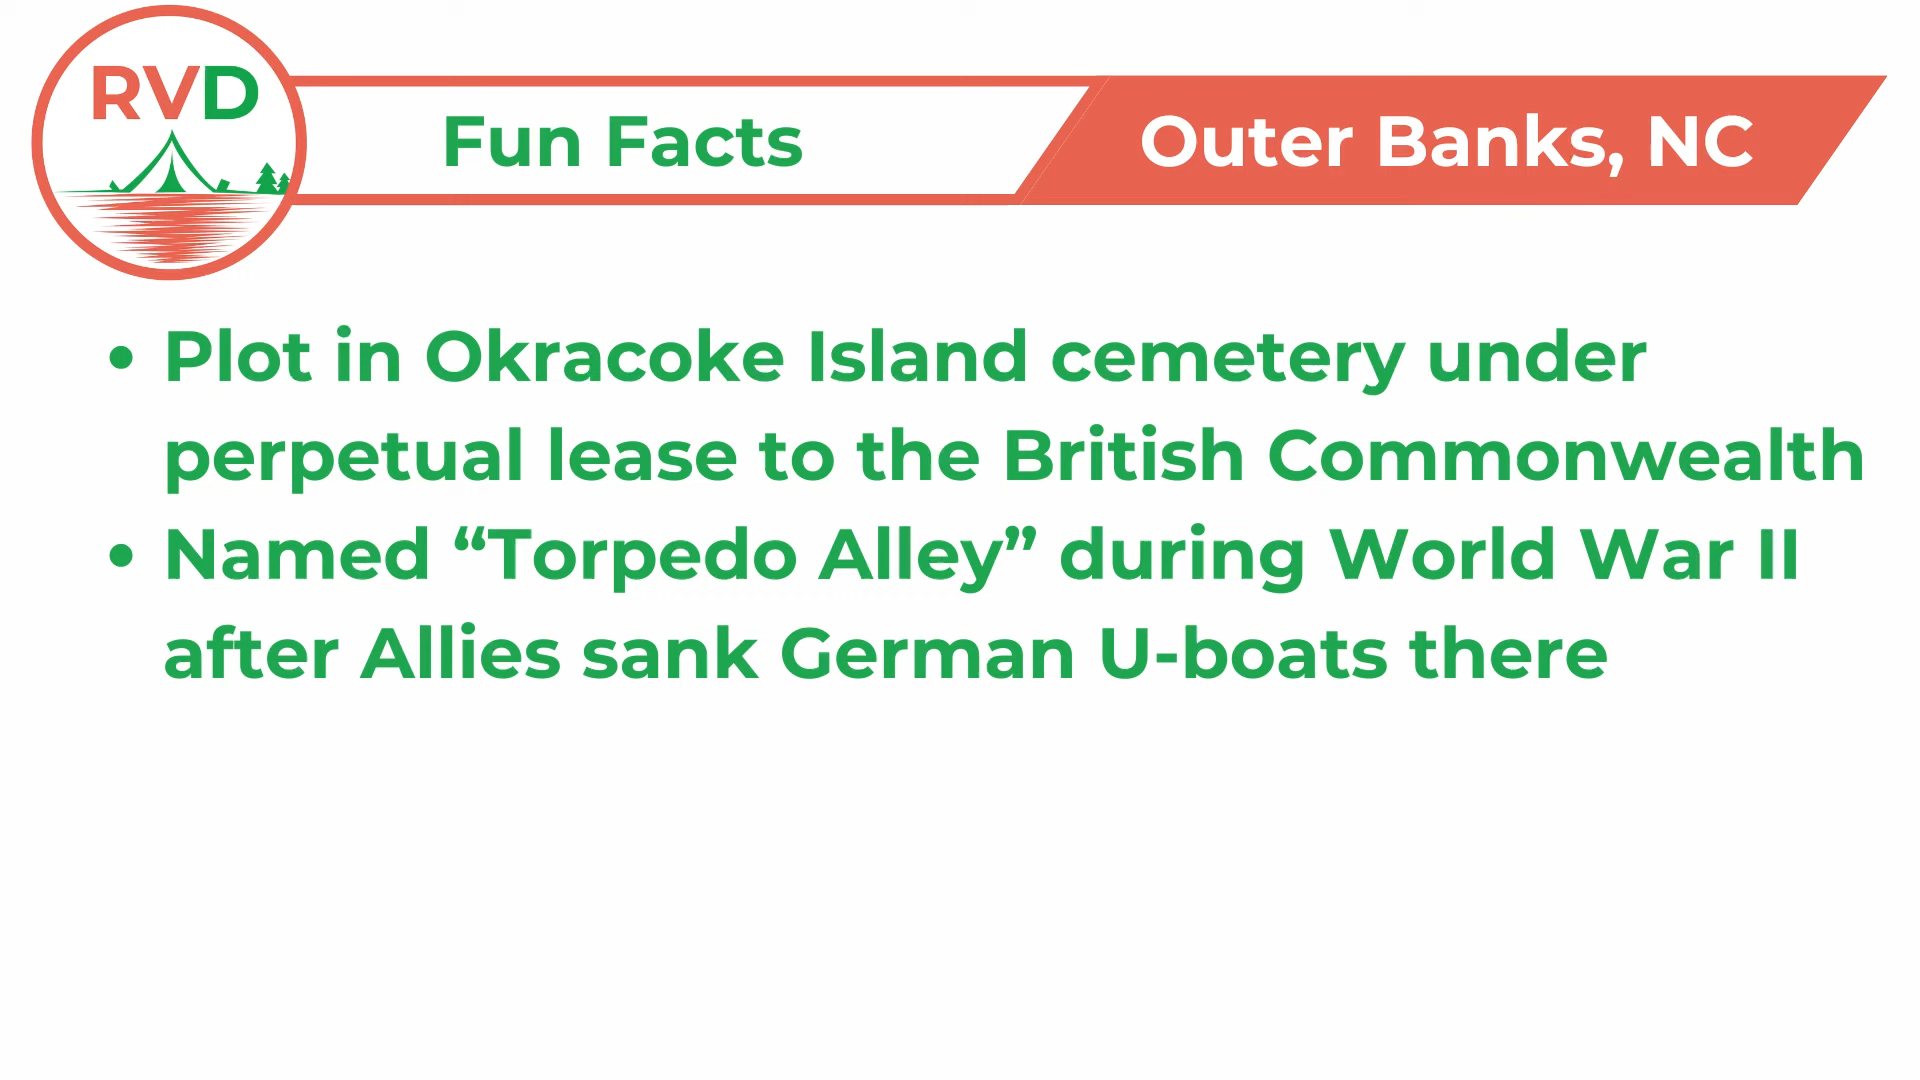 RVD
Fun Facts
Outer Banks, NC
• Plot in Okracoke Island cemetery under
perpetual lease to the British Commonwealth
• Named “Torpedo Alley” during World War II
after Allies sank German U-boats there